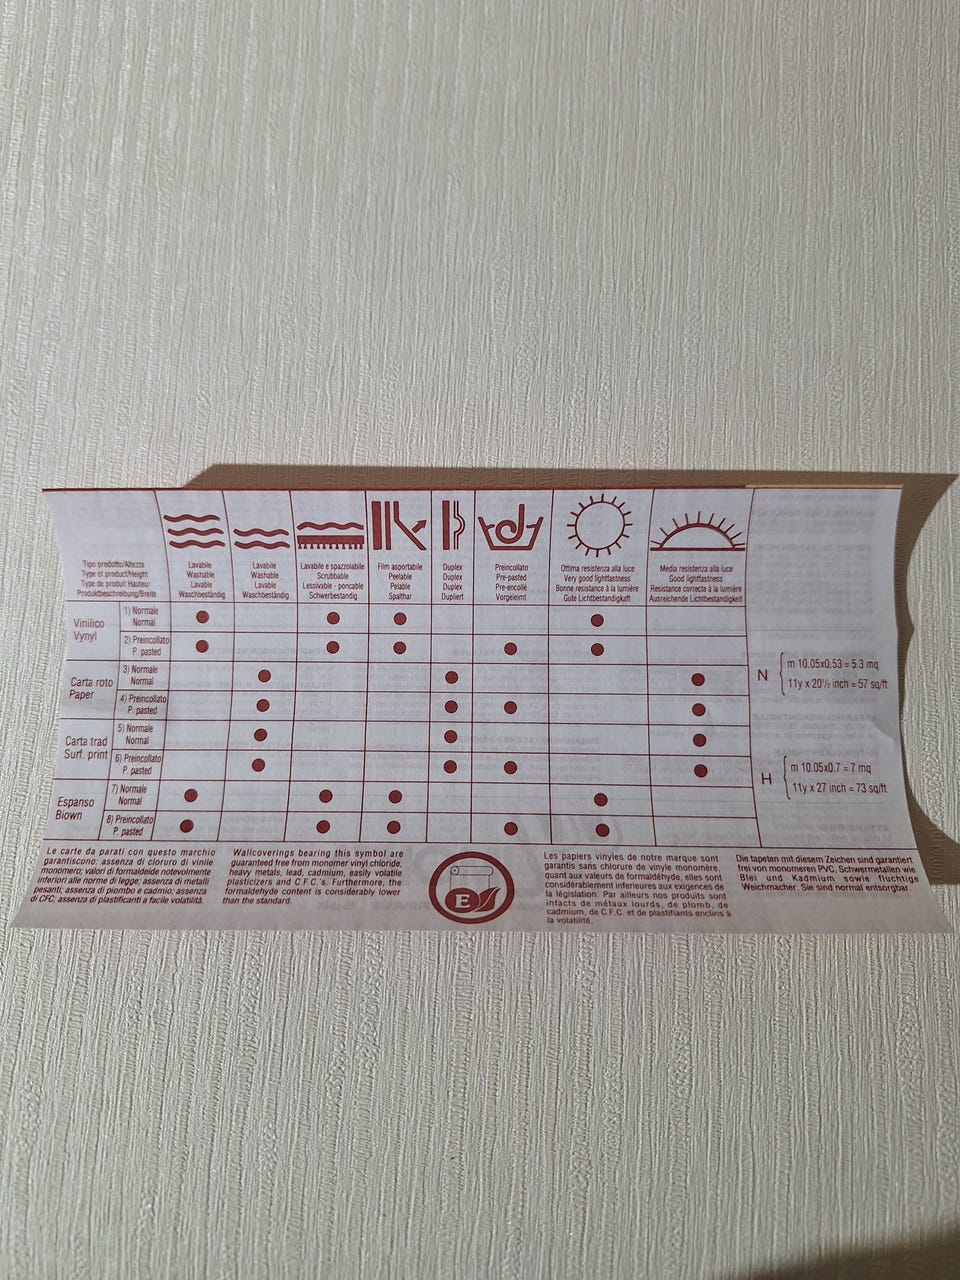 Tipo prodotto/Altezza
Type of product/Height
Type de produit Hauteur
Produktbeschreibung/Breite
Lavabile
Washable
Lavable
Waschbeständig
Lavabile
Washable
Lavable
Waschbeständig
Lavabile e spazzolabile
Scrubbable
Lessivable - poncable
Schwerbestandig
Film asportabile
Peelable
Pelable
Spalthar
Duplex
Duplex
Duplex
Dupliert
Preincollato
Pre-pasted
Pre-encollé
Vorgeleimt
Ottima resistenza alla luce
Very good lightfastness
Bonne resistance à la lumière
Gute Lichtbestandigkaft
Media resistenza alla luce
Good lightfastness
Resistance correcte à la lumière
Ausreichende Lichtbestandigkeit
Vinilico
Vynyl
1) Normale
Normal
2) Preincollato
P. pasted
Carta roto
Paper
3) Normale
Normal
4) Preincollato
P. pasted
Carta trad
Surf. print
5) Normale
Normal
6) Preincollato
P. pasted
Espanso
Blown
7) Normale
Normal
8) Preincollato
P. pasted
N
m 10.05x0.53 = 5.3 mq
11y x 20½ inch = 57 sq/ft
H
m 10.05x0.7 = 7 mq
11y x 27 inch = 73 sq/ft
Le carte da parati con questo marchio
garantiscono: assenza di cloruro di vinile
monomero; valori di formaldeide notevolmente
inferiori alle norme di legge; assenza di metalli
pesanti; assenza di piombo e cadmio; assenza
di CFC; assenza di plastificanti a facile volatilità.
Wallcoverings bearing this symbol are
guaranteed free from monomer vinyl chloride,
heavy metals, lead, cadmium, easily volatile
plasticizers and C.F.C.'s. Furthermore, the
formaldehyde content is considerably lower
than the standard.
E
Les papiers vinyles de notre marque sont
garantis sans chlorure de vinyle monomère,
quant aux valeurs de formaldéhyde, elles sont
considérablement inferieures aux exigences de
la législation. Par ailleurs nos produits sont
intacts de métaux lourds, de plomb, de
cadmium, de C.F.C. et de plastifiants enclins à
la volatilité.
Die tapeten mit diesem Zeichen sind garantiert
frei von monomeren PVC, Schwermetallen wie
Blei und Kadmium sowie fluchtige
Weichmacher. Sie sind normal entsorgbar.